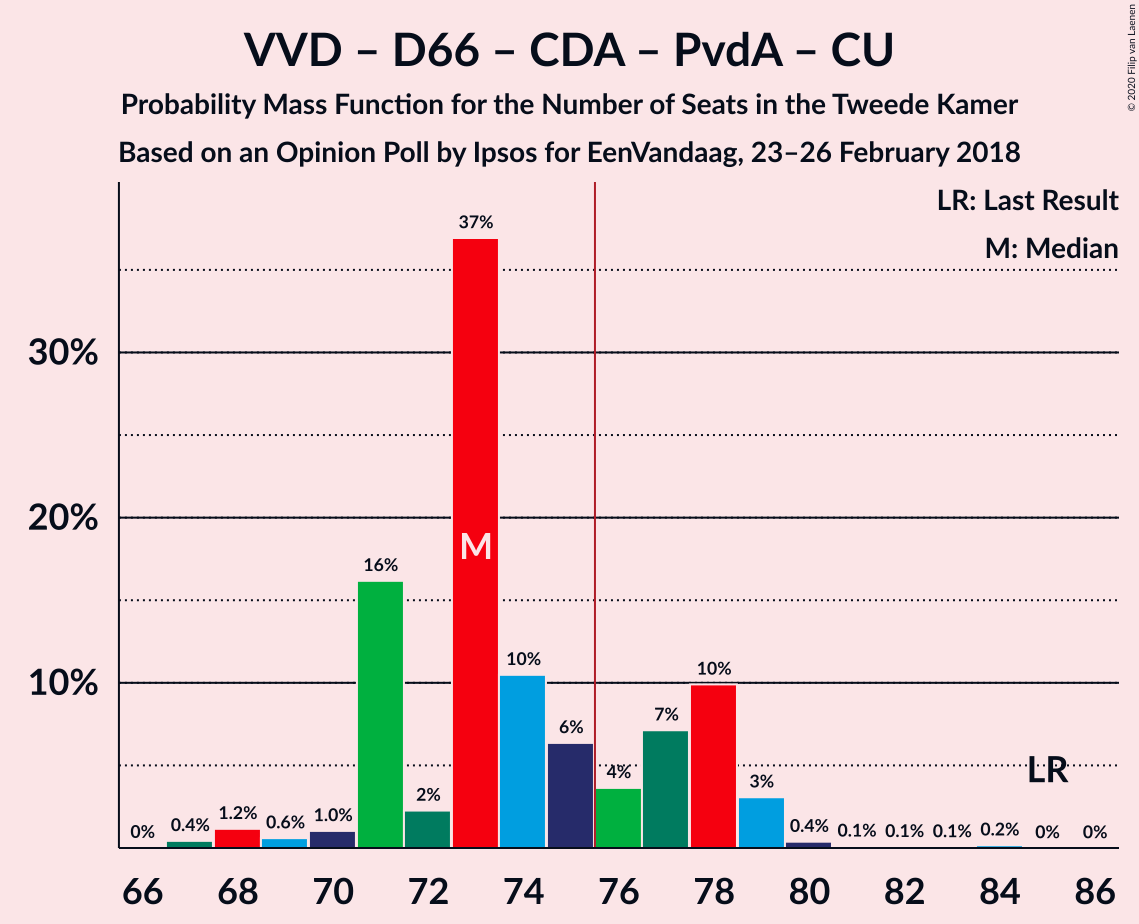 VVD – D66 – CDA – PvdA – CU
Probability Mass Function for the Number of Seats in the Tweede Kamer
Based on an Opinion Poll by Ipsos for EenVandaag, 23–26 February 2018
© 2020 Filip van Laenen
LR: Last Result
M: Median
30%
20%
10%
0%
0.4%
1.2%
0.6%
1.0%
16%
2%
37%
M
10%
6%
4%
7%
10%
3%
0.4%
0.1%
0.1%
0.1%
0.2%
0%
0%
LR
66 68 70 72 74 76 78 80 82 84 86